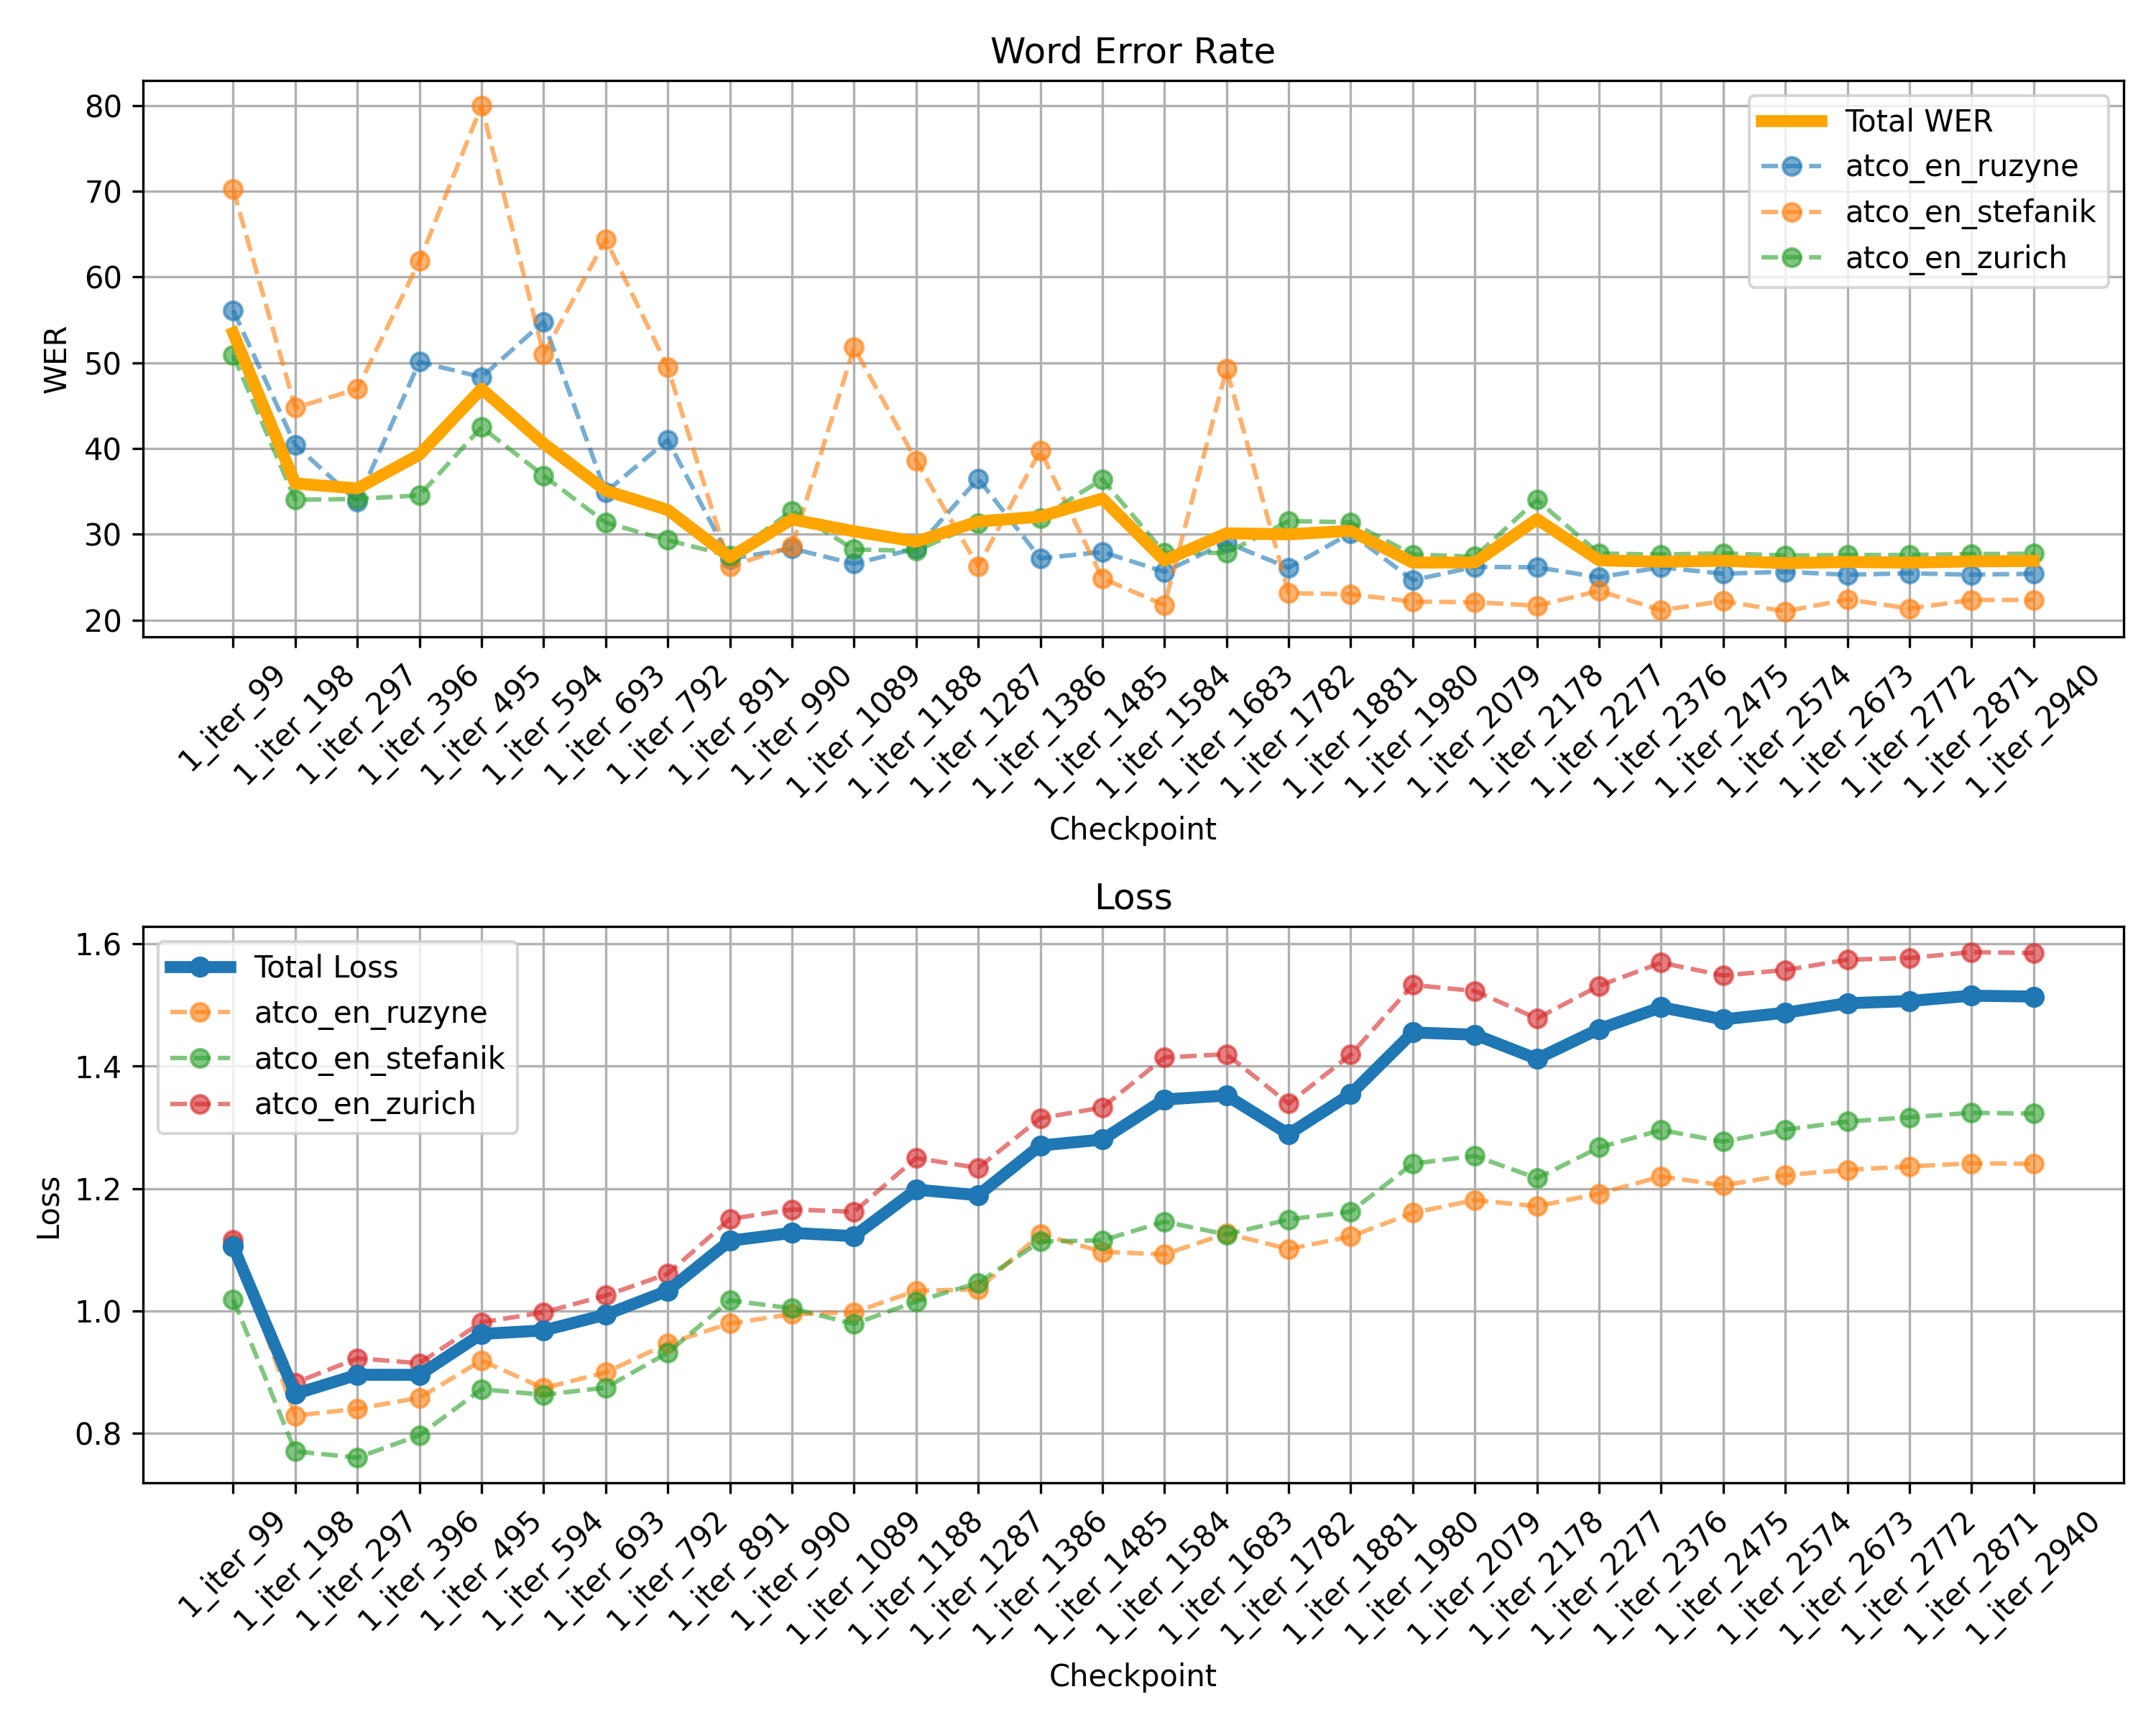 Word Error Rate
WER
80
70
60
50
40
30
20
Total WER
atco_en_ruzyne
atco_en_stefanik
atco_en_zurich
1_iter_99
1_iter_198
1_iter_297
1_iter_396
1_iter_495
1_iter_594
1_iter_693
1_iter_792
1_iter_891
1_iter_990
1_iter_1089
1_iter_1188
1_iter_1287
1_iter_1386
1_iter_1485
1_iter_1584
1_iter_1683
1_iter_1782
1_iter_1881
1_iter_1980
1_iter_2079
1_iter_2178
1_iter_2277
1_iter_2376
1_iter_2475
1_iter_2574
1_iter_2673
1_iter_2772
1_iter_2871
1_iter_2940
Checkpoint
Loss
Loss
1.6
1.4
1.2
1.0
0.8
Total Loss
atco_en_ruzyne
atco_en_stefanik
atco_en_zurich
1_iter_99
1_iter_198
1_iter_297
1_iter_396
1_iter_495
1_iter_594
1_iter_693
1_iter_792
1_iter_891
1_iter_990
1_iter_1089
1_iter_1188
1_iter_1287
1_iter_1386
1_iter_1485
1_iter_1584
1_iter_1683
1_iter_1782
1_iter_1881
1_iter_1980
1_iter_2079
1_iter_2178
1_iter_2277
1_iter_2376
1_iter_2475
1_iter_2574
1_iter_2673
1_iter_2772
1_iter_2871
1_iter_2940
Checkpoint